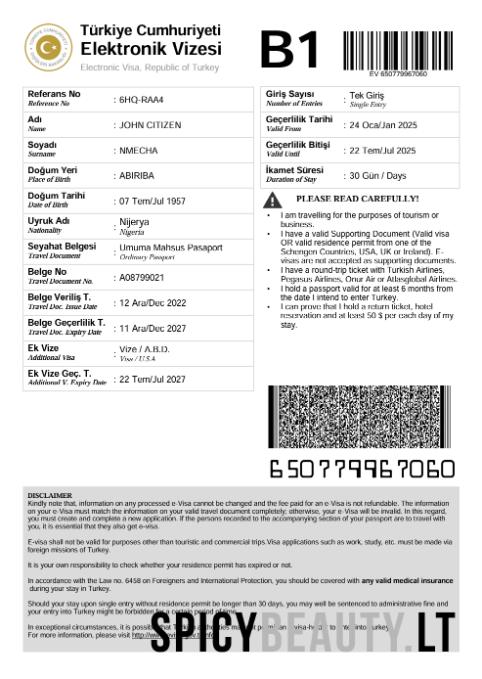 Türkiye Cumhuriyeti
Elektronik Vizesi
Electronic Visa, Republic of Turkey
B1
EV 650779967060
Referans No
Reference No
: 6HQ-RAA4
Adı
Name
: JOHN CITIZEN
Soyadı
Surname
: NMECHA
Doğum Yeri
Place of Birth
: ABIRIBA
Doğum Tarihi
Date of Birth
: 07 Tem/Jul 1957
Uyruk Adı
Nationality
: Nijerya
Nigeria
Seyahat Belgesi
Travel Document
: Umuma Mahsus Pasaport
Ordinary Passport
Belge No
Travel Document No.
: A08799021
Belge Veriliş T.
Travel Doc. Issue Date
: 12 Ara/Dec 2022
Belge Geçerlilik T.
Travel Doc. Expiry Date
: 11 Ara/Dec 2027
Ek Vize
Additional Visa
: Vize / A.B.D.
Visa / U.S.A
Ek Vize Geç. T.
Additional V. Expiry Date
: 22 Tem/Jul 2027
Giriş Sayısı
Number of Entries
: Tek Giriş
Single Entry
Geçerlilik Tarihi
Valid From
: 24 Oca/Jan 2025
Geçerlilik Bitişi
Valid Until
: 22 Tem/Jul 2025
İkamet Süresi
Duration of Stay
: 30 Gün / Days
PLEASE READ CAREFULLY!
• I am travelling for the purposes of tourism or
business.
• I have a valid Supporting Document (Valid visa
OR valid residence permit from one of the
Schengen Countries, USA, UK or Ireland). E-
visas are not accepted as supporting documents.
• I have a round-trip ticket with Turkish Airlines,
Pegasus Airlines, Onur Air or Atlasglobal Airlines.
• I hold a passport valid for at least 6 months from
the date I intend to enter Turkey.
• I can prove that I hold a return ticket, hotel
reservation and at least 50 $ per each day of my
stay.
650779967060
DISCLAIMER
Kindly note that, information on any processed e-Visa cannot be changed and the fee paid for an e-Visa is not refundable. The information
on your e-Visa must match the information on your valid travel document completely; otherwise, your e-Visa will be invalid. In this regard,
you must create and complete a new application. If the persons recorded to the accompanying section of your passport are to travel with
you, it is essential that they also get e-visa.
E-visa shall not be valid for purposes other than touristic and commercial trips.Visa applications such as work, study, etc. must be made via
foreign missions of Turkey.
It is your own responsibility to check whether your residence permit has expired or not.
In accordance with the Law no. 6458 on Foreigners and International Protection, you should be covered with any valid medical insurance
during your stay in Turkey.
Should your stay upon single entry without residence permit be longer than 30 days, you may well be sentenced to administrative fine and
your entry into Turkey might be forbidden for a certain period of time.
In exceptional circumstances, it is possible that
For more information, please visit
SPICYBEAUTY.LT